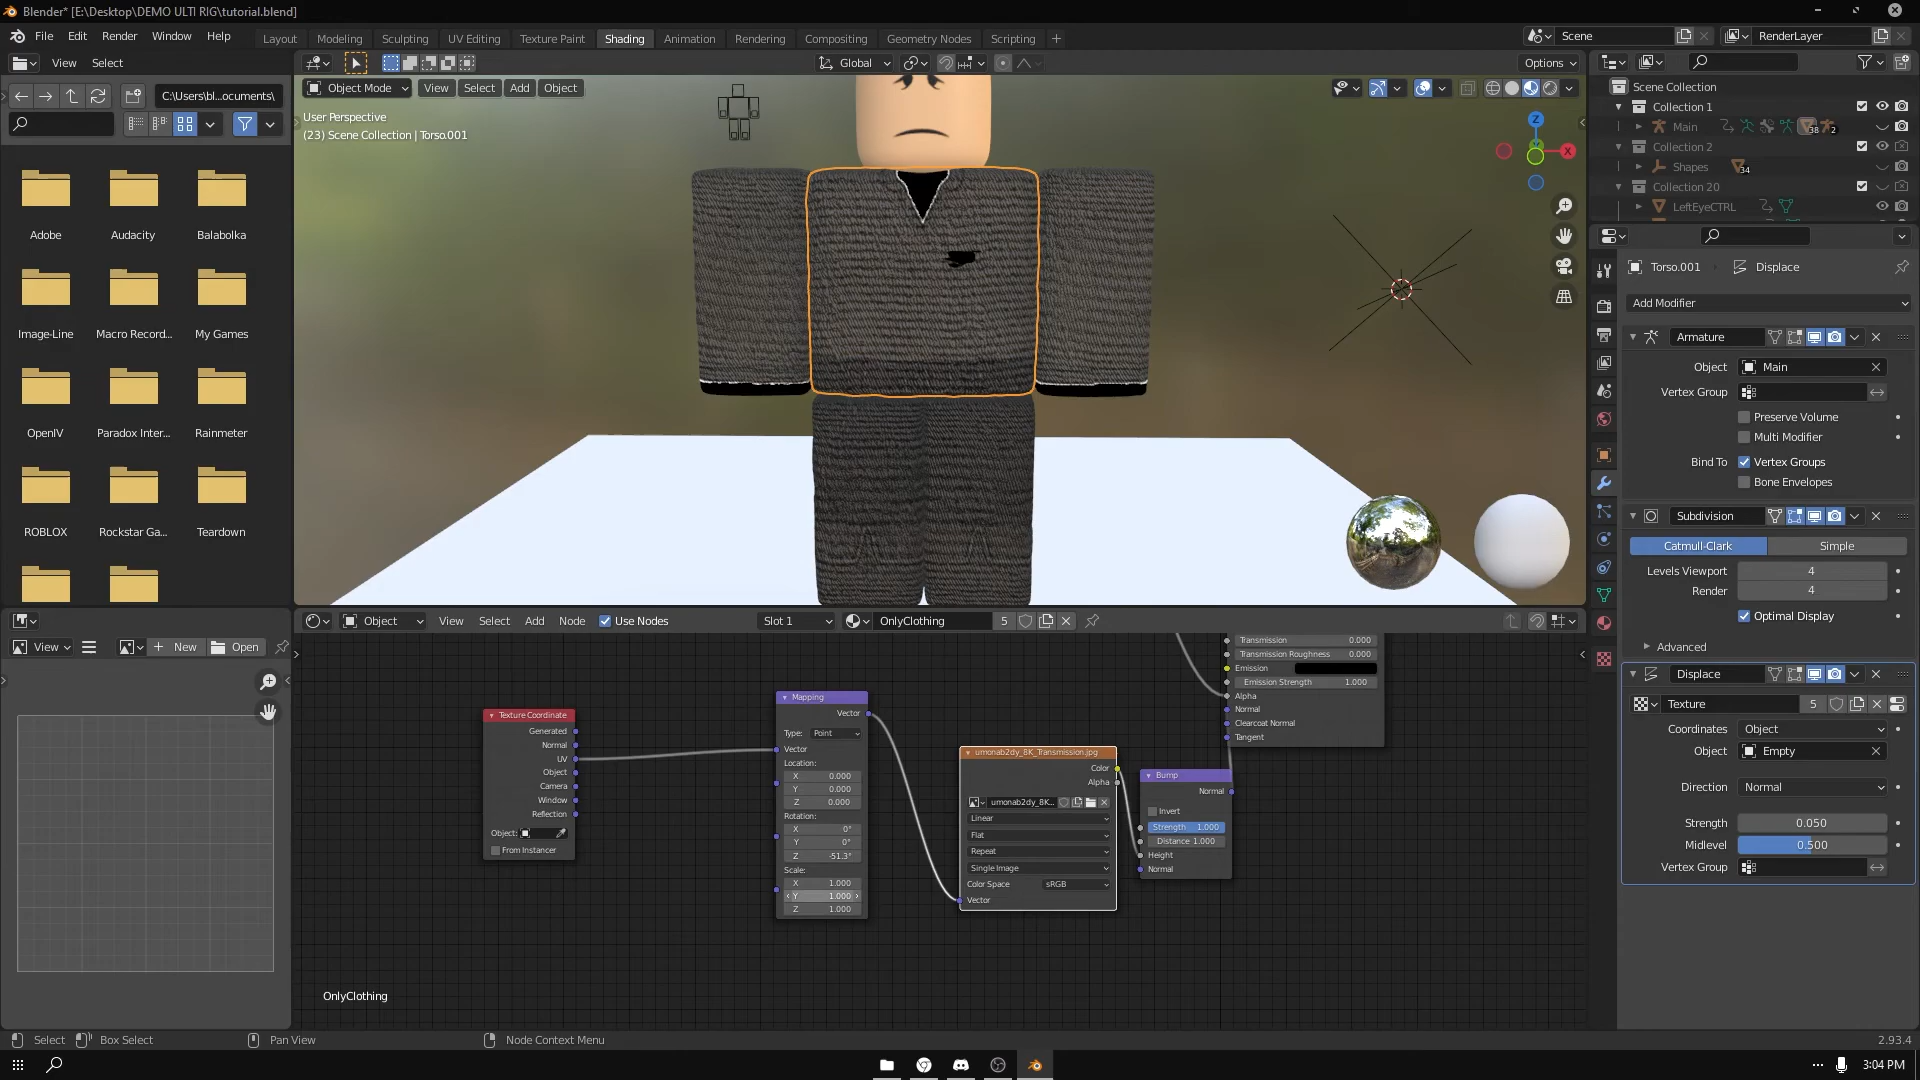 Blender* [E:\Desktop\DEMO ULTI RIG\tutorial.blend]
File Edit Render Window Help
Layout Modeling Sculpting UV Editing Texture Paint Shading Animation Rendering Compositing Geometry Nodes Scripting +
Scene
RenderLayer
View Select
Global
Options
C:\Users\bl...ocuments\
Object Mode View Select Add Object
User Perspective
(23) Scene Collection | Torso.001
Z
X
Adobe Audacity Balabolka
Image-Line Macro Record... My Games
OpenIV Paradox Inter... Rainmeter
ROBLOX Rockstar Ga... Teardown
Scene Collection
Collection 1
Main
38
2
Collection 2
Shapes
34
Collection 20
LeftEyeCTRL
Torso.001 Displace
Add Modifier
Armature
Object Main
Vertex Group
Preserve Volume
Multi Modifier
Bind To Vertex Groups
Bone Envelopes
Subdivision
Catmull-Clark Simple
Levels Viewport 4
Render 4
Optimal Display
Advanced
Displace
Texture 5
Coordinates Object
Object Empty
Direction Normal
Strength 0.050
Midlevel 0.500
Vertex Group
View
New Open
Object View Select Add Node Use Nodes Slot 1 OnlyClothing 5
Texture Coordinate
Generated
Normal
UV
Object
Camera
Window
Reflection
Object:
From Instancer
Mapping
Vector
Type: Point
Vector
Location:
X 0.000
Y 0.000
Z 0.000
Rotation:
X 0°
Y 0°
Z -51.3°
Scale:
X 1.000
Y 1.000
Z 1.000
umonab2dy_8K_Transmission.jpg
Color
Alpha
umonab2dy_8K...
Linear
Flat
Repeat
Single Image
Color Space sRGB
Vector
Bump
Normal
Invert
Strength 1.000
Distance 1.000
Height
Normal
Transmission 0.000
Transmission Roughness 0.000
Emission
Emission Strength 1.000
Alpha
Normal
Clearcoat Normal
Tangent
OnlyClothing
Select Box Select Pan View Node Context Menu
2.93.4
3:04 PM